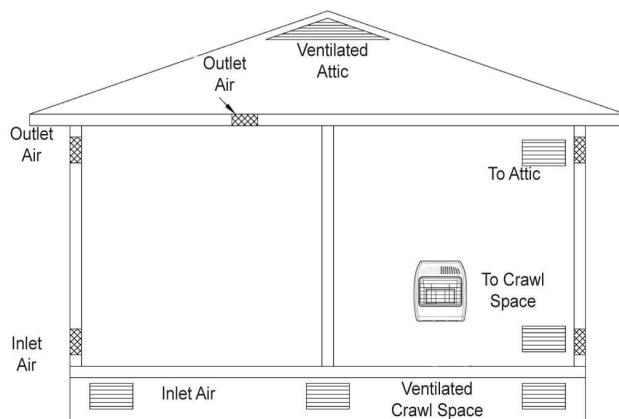 Ventilated
Attic
Outlet
Air
Outlet
Air
To Attic
To Crawl
Space
Inlet
Air
Inlet Air
Ventilated
Crawl Space